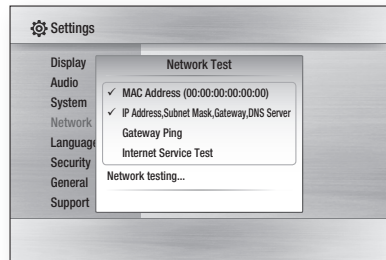 Settings
Display
Audio
System
Network
Language
Security
General
Support
Network Test
✓ MAC Address (00:00:00:00:00:00)
✓ IP Address,Subnet Mask,Gateway,DNS Server
Gateway Ping
Internet Service Test
Network testing...